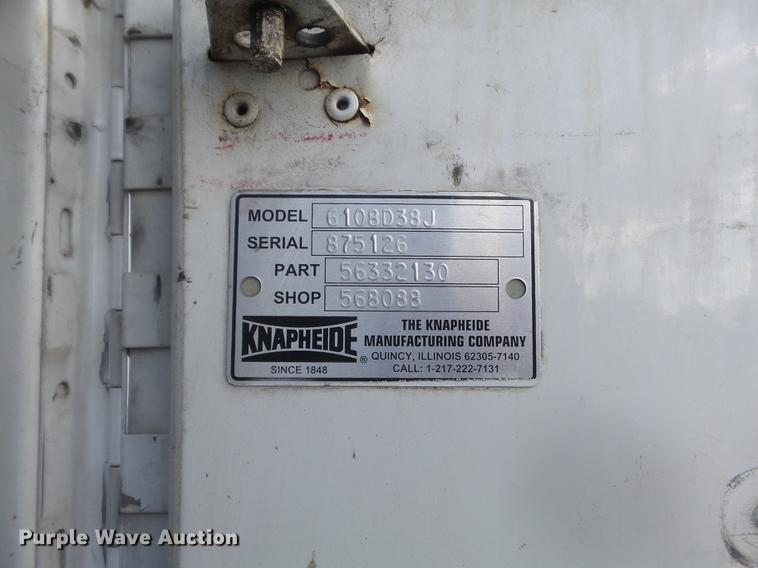 MODEL 6108D38J
SERIAL 875126
PART 56332130
SHOP 568088
KNAPHEIDE ®
SINCE 1848
THE KNAPHEIDE
MANUFACTURING COMPANY
QUINCY, ILLINOIS 62305-7140
CALL: 1-217-222-7131
Purple Wave Auction